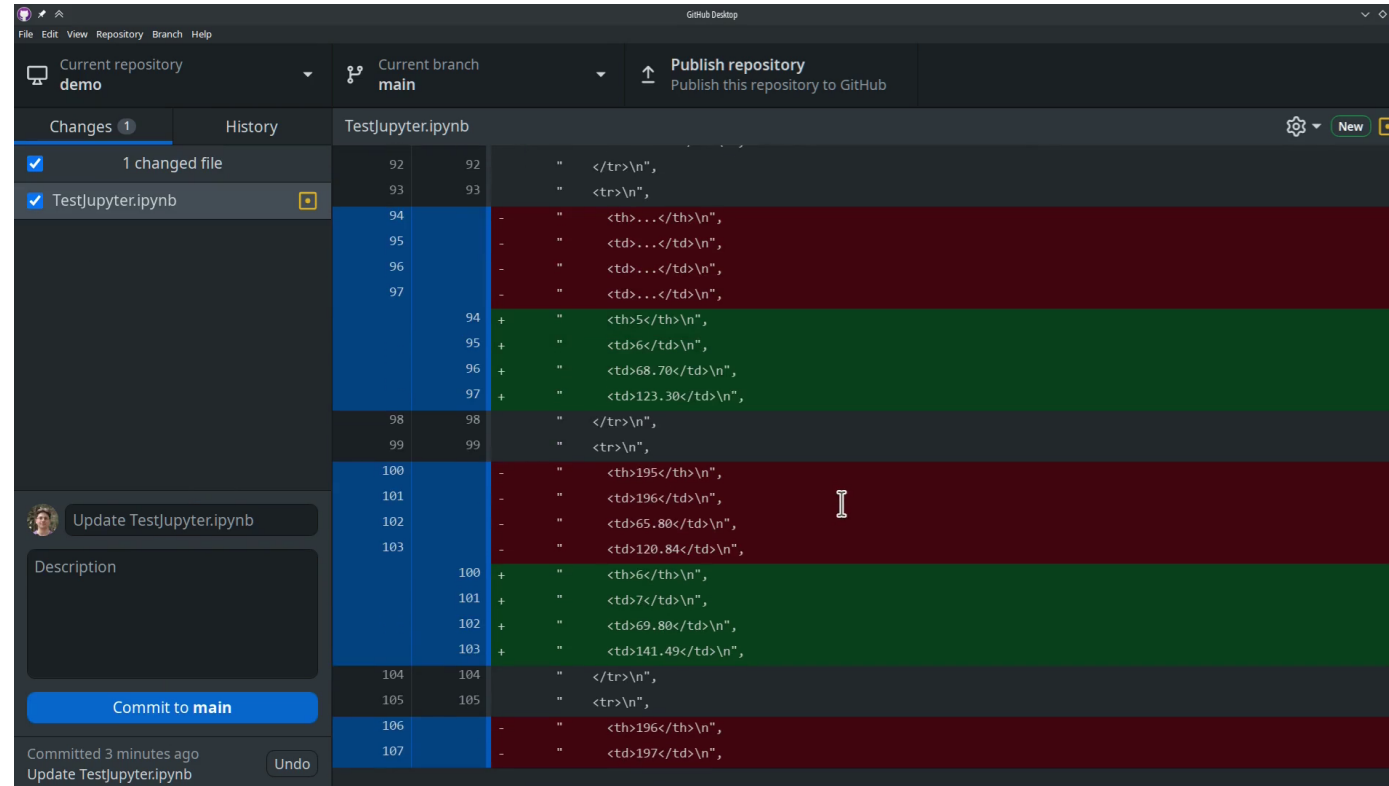 GitHub Desktop
File Edit View Repository Branch Help
Current repository
demo
Current branch
main
Publish repository
Publish this repository to GitHub
Changes 1
History
TestJupyter.ipynb
New
1 changed file
TestJupyter.ipynb
92 92 " </tr>\n",
93 93 " <tr>\n",
94 - " <th>...</th>\n",
95 - " <td>...</td>\n",
96 - " <td>...</td>\n",
97 - " <td>...</td>\n",
94 + " <th>5</th>\n",
95 + " <td>6</td>\n",
96 + " <td>68.70</td>\n",
97 + " <td>123.30</td>\n",
98 98 " </tr>\n",
99 99 " <tr>\n",
100 - " <th>195</th>\n",
101 - " <td>196</td>\n",
102 - " <td>65.80</td>\n",
103 - " <td>120.84</td>\n",
100 + " <th>6</th>\n",
101 + " <td>7</td>\n",
102 + " <td>69.80</td>\n",
103 + " <td>141.49</td>\n",
104 104 " </tr>\n",
105 105 " <tr>\n",
106 - " <th>196</th>\n",
107 - " <td>197</td>\n",
Update TestJupyter.ipynb
Description
Commit to main
Committed 3 minutes ago
Update TestJupyter.ipynb
Undo